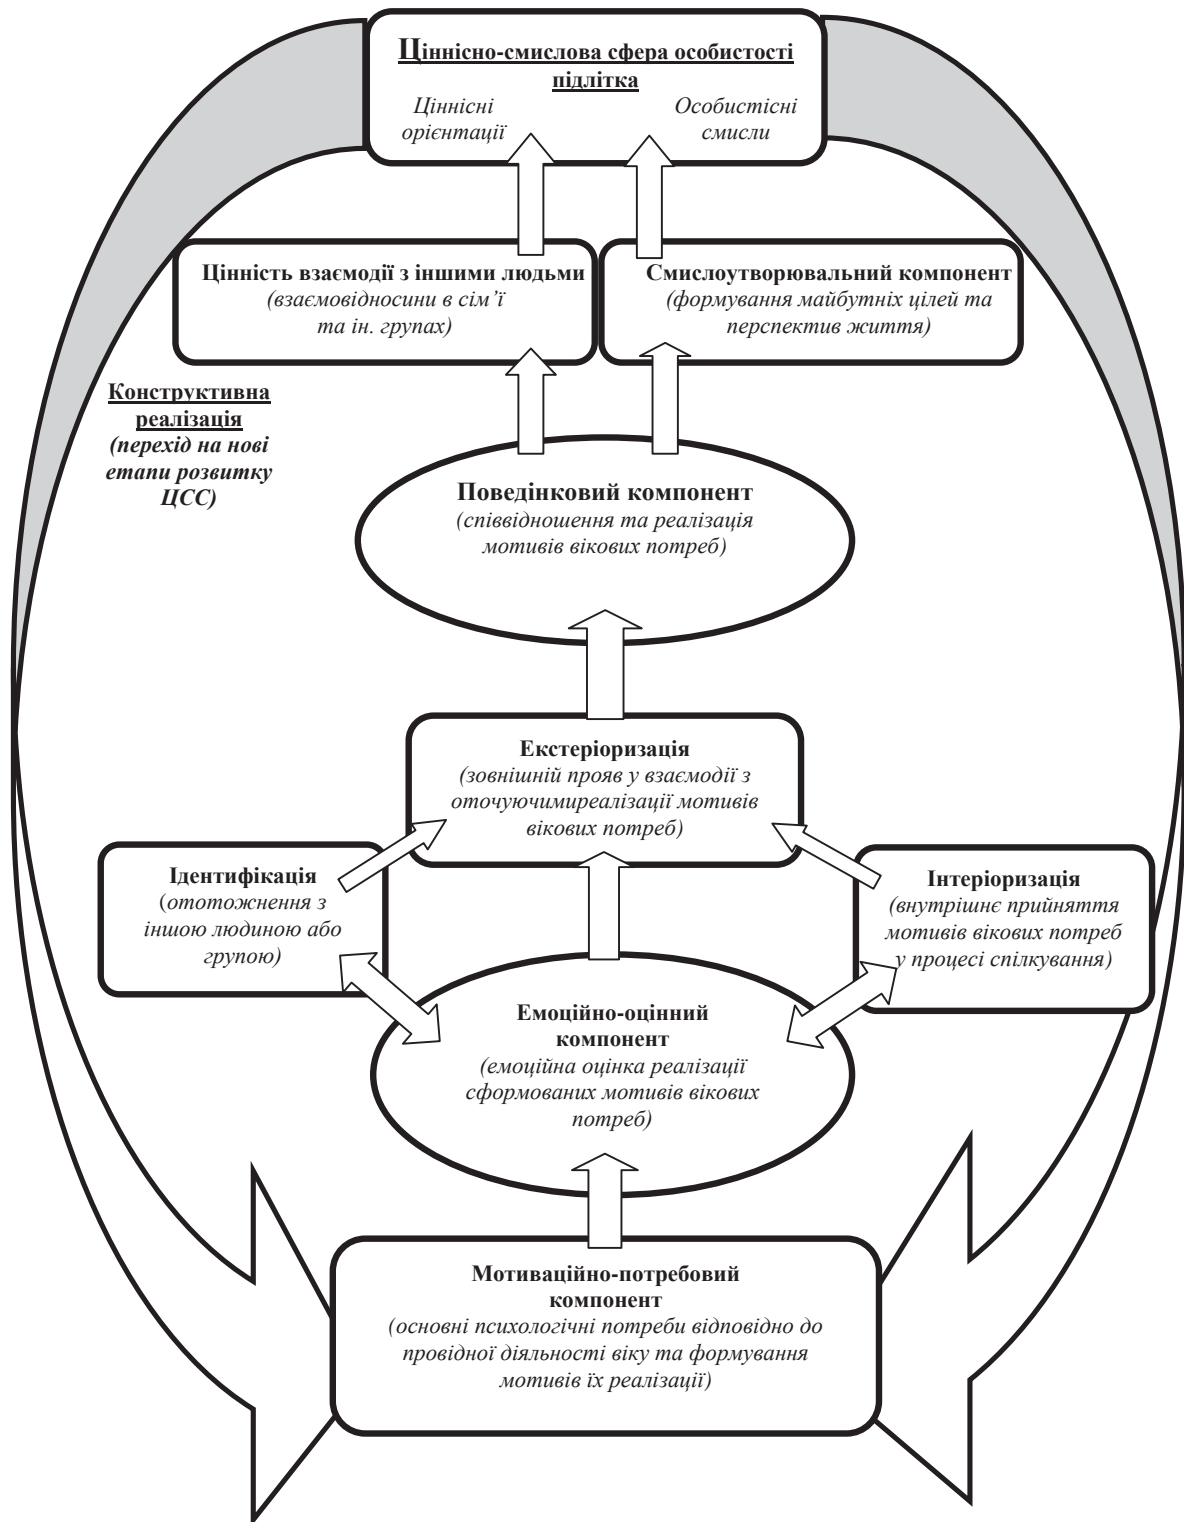 Ціннісно-смислова сфера особистості
підлітка
Ціннісні
орієнтації
Особистісні
смисли
Цінність взаємодії з іншими людьми
(взаємовідносини в сім’ї
та ін. групах)
Смислоутворювальний компонент
(формування майбутніх цілей та
перспектив життя)
Конструктивна
реалізація
(перехід на нові
етапи розвитку
ЦСС)
Поведінковий компонент
(співвідношення та реалізація
мотивів вікових потреб)
Екстеріоризація
(зовнішній прояв у взаємодії з
оточуючимиреалізації мотивів
вікових потреб)
Ідентифікація
(ототожнення з
іншою людиною або
групою)
Інтеріоризація
(внутрішнє прийняття
мотивів вікових потреб
у процесі спілкування)
Емоційно-оцінний
компонент
(емоційна оцінка реалізації
сформованих мотивів вікових
потреб)
Мотиваційно-потребовий
компонент
(основні психологічні потреби відповідно до
провідної діяльності віку та формування
мотивів їх реалізації)